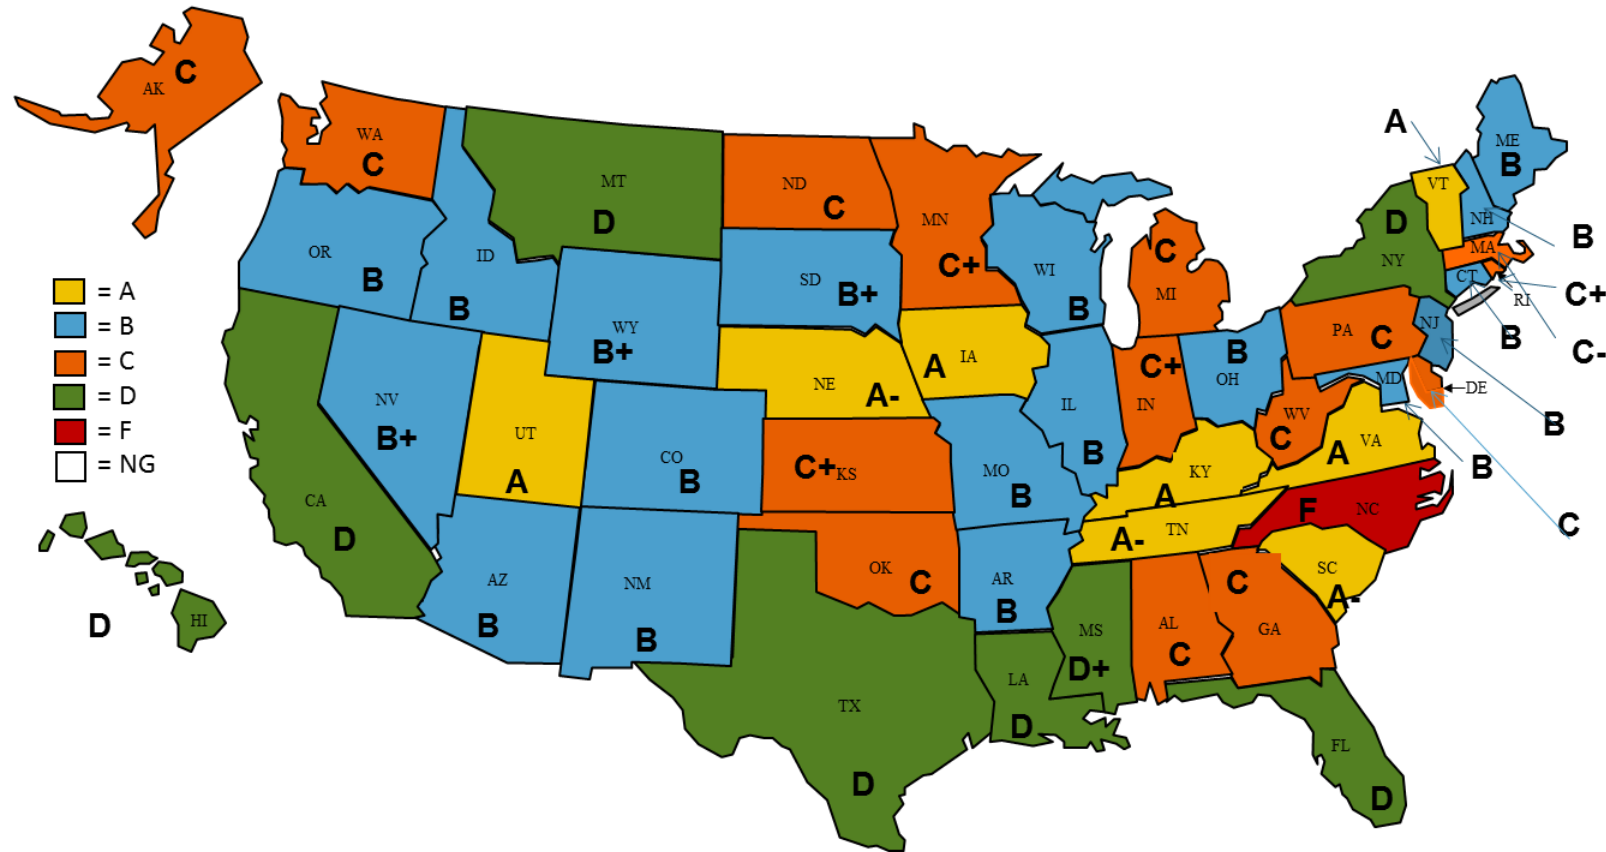 AK C
WA
C
MT
D
ND
C
MN
C+
OR
B
ID
B
WY
B+
SD
B+
WI
B
C
MI
A
VT
ME
B
NH
B
D
NY
MA
C+
CT
RI
B
C-
PA C
NJ
B
MD
B
DE
C
= A
= B
= C
= D
= F
= NG
NV
B+
UT
A
CO
B
NE
A-
A IA
C+ KS
MO
B
IL
B
C+
IN
B
OH
WV
C
VA
A
KY
A
TN
A-
F NC
SC
A-
CA
D
AZ
B
NM
B
OK C
AR
B
MS
D+
AL
C
C
GA
D HI
TX
D
LA
D
FL
D